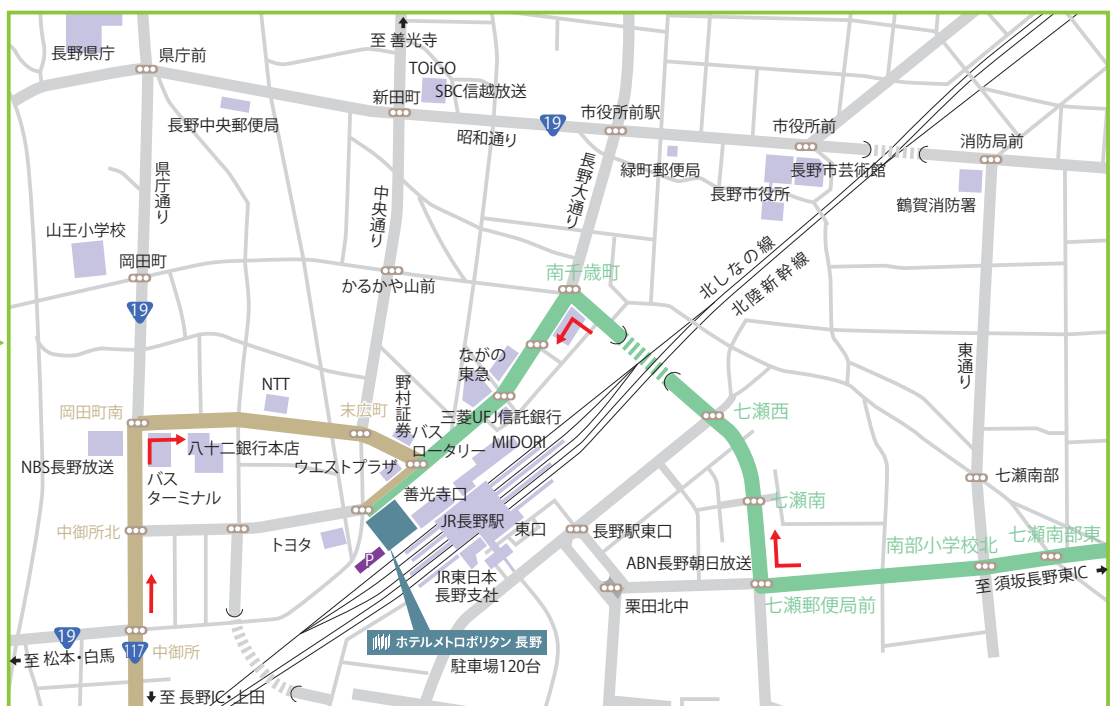 長野県庁
県庁前
至 善光寺
TOiGO
SBC信越放送
新田町
長野中央郵便局
昭和通り
19
市役所前駅
市役所前
消防局前
緑町郵便局
長野市芸術館
長野市役所
鶴賀消防署
県庁通り
中央通り
長野大通り
山王小学校
岡田町
かるかや山前
南千歳町
北しなの線
北陸新幹線
19
東通り
ながの
東急
NTT
野村証券
末広町
岡田町南
三菱UFJ信託銀行
七瀬西
バス
ロータリー
MIDORI
八十二銀行本店
NBS長野放送
バス
ターミナル
ウエストプラザ
善光寺口
七瀬南部
七瀬南
中御所北
JR長野駅
東口
長野駅東口
トヨタ
P
ABN長野朝日放送
南部小学校北
七瀬南部東
至 須坂長野東IC
JR東日本
長野支社
栗田北中
七瀬郵便局前
ホテルメトロポリタン 長野
駐車場120台
19
117
中御所
至 松本・白馬
至 長野IC・上田